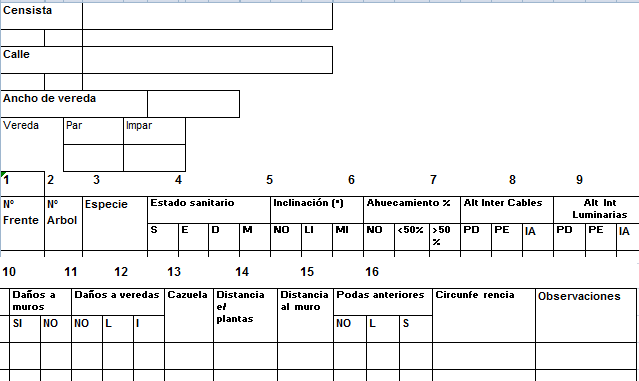 Censista
Calle
Ancho de vereda
Vereda Par Impar
1 2 3 4 5 6 7 8 9
Nº Frente Nº Arbol Especie Estado sanitario Inclinación (º) Ahuecamiento % Alt Inter Cables Alt Int Luminarias
S E D M NO LI MI NO <50% >50 % PD PE IA PD PE IA
10 11 12 13 14 15 16
Daños a muros Daños a veredas Cazuela Distancia e/ plantas Distancia al muro Podas anteriores Circunfe rencia Observaciones
SI NO NO L I NO L S